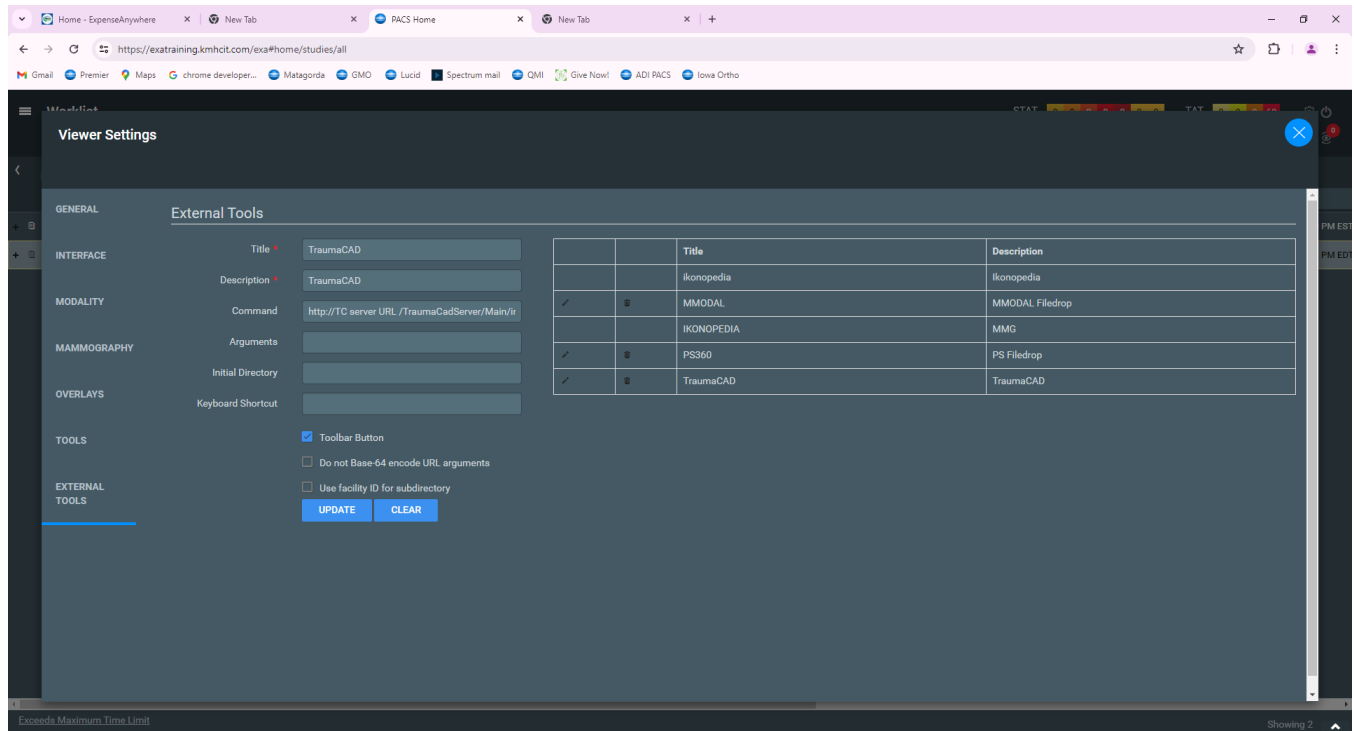 Home - ExpenseAnywhere
New Tab
PACS Home
New Tab
https://exatraining.kmhcit.com/exa#home/studies/all
Gmail Premier Maps chrome developer... Matagorda GMO Lucid Spectrum mail QMI Give Now! ADI PACS Iowa Ortho
Worklist STAT TAT
Viewer Settings
0
GENERAL
INTERFACE
MODALITY
MAMMOGRAPHY
OVERLAYS
TOOLS
EXTERNAL
TOOLS
External Tools
Title * TraumaCAD
Description * TraumaCAD
Command http://TC server URL /TraumaCadServer/Main/ir
Arguments
Initial Directory
Keyboard Shortcut
Toolbar Button
Do not Base-64 encode URL arguments
Use facility ID for subdirectory
UPDATE CLEAR
Title Description
ikonopedia Ikonopedia
MMODAL MMODAL Filedrop
IKONOPEDIA MMG
PS360 PS Filedrop
TraumaCAD TraumaCAD
PM EST
PM EDT
Exceeds Maximum Time Limit
Showing 2